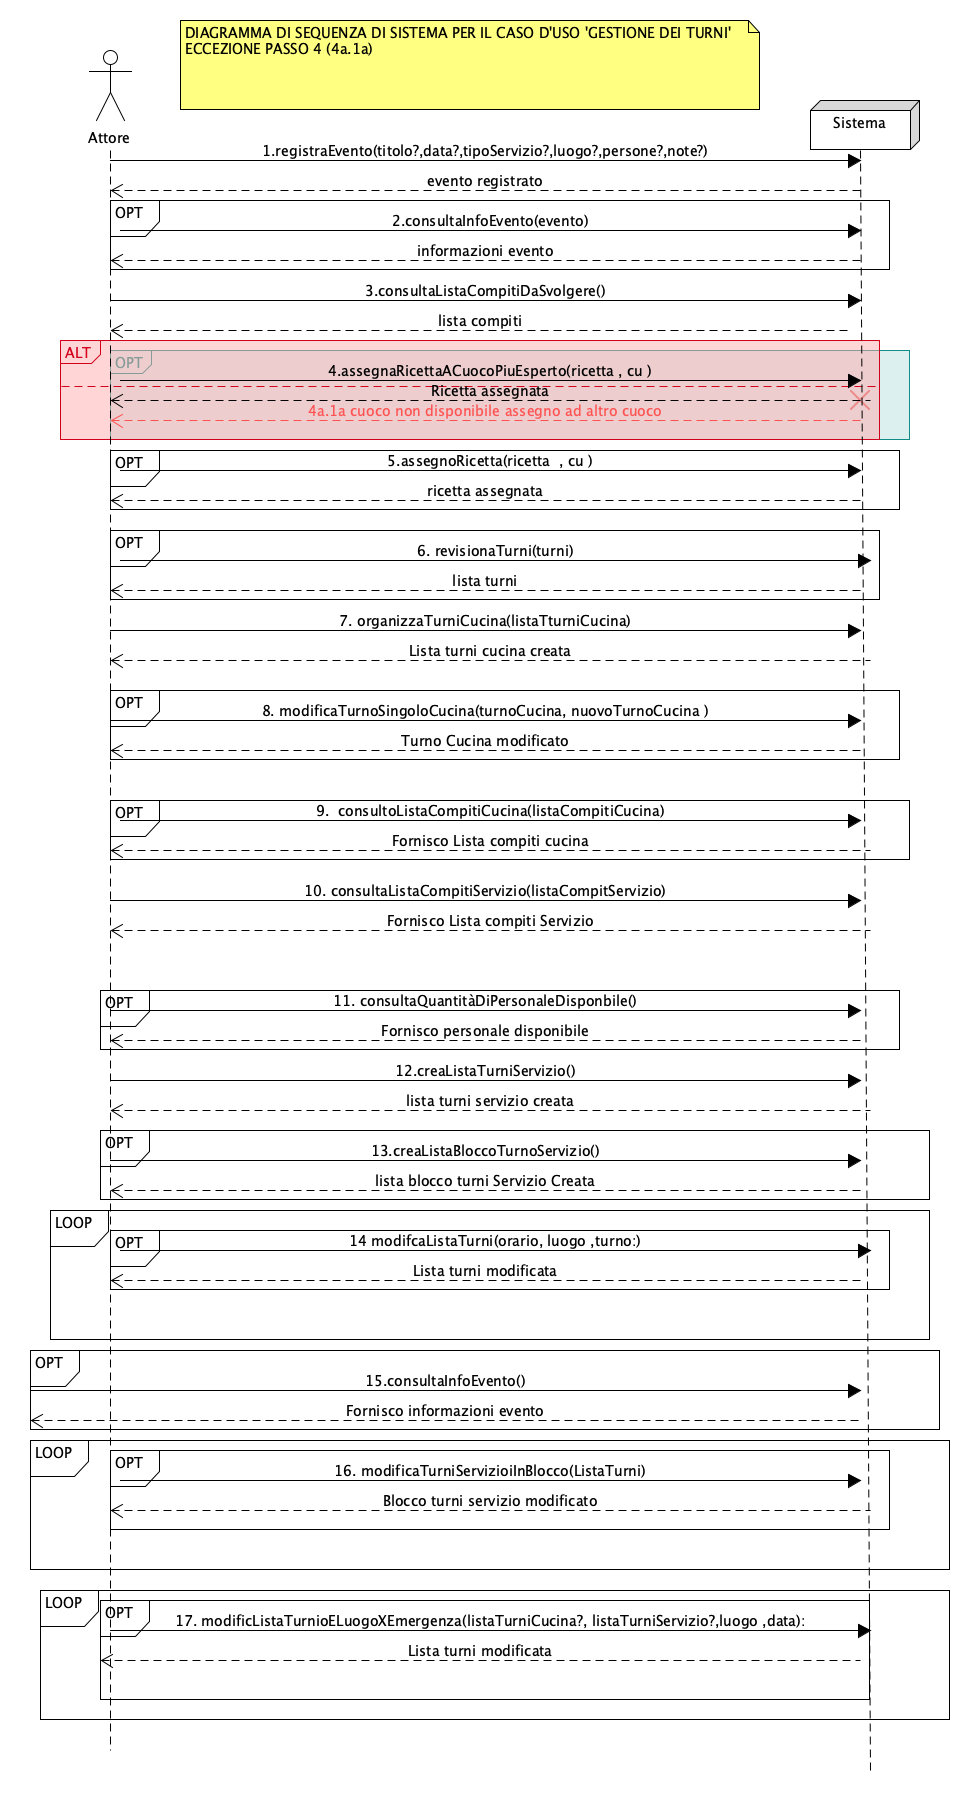 DIAGRAMMA DI SEQUENZA DI SISTEMA PER IL CASO D'USO 'GESTIONE DEI TURNI'
ECCEZIONE PASSO 4 (4a.1a)
Attore
Sistema
1.registraEvento(titolo?,data?,tipoServizio?,luogo?,persone?,note?)
evento registrato
OPT
2.consultaInfoEvento(evento)
informazioni evento
3.consultaListaCompitiDaSvolgere()
lista compiti
ALT
OPT
4.assegnaRicettaACuocoPiuEsperto(ricetta , cu )
Ricetta assegnata
4a.1a cuoco non disponibile assegno ad altro cuoco
OPT
5.assegnoRicetta(ricetta  , cu )
ricetta assegnata
OPT
6. revisionaTurni(turni)
lista turni
7. organizzaTurniCucina(listaTturniCucina)
Lista turni cucina creata
OPT
8. modificaTurnoSingoloCucina(turnoCucina, nuovoTurnoCucina )
Turno Cucina modificato
OPT
9.  consultoListaCompitiCucina(listaCompitiCucina)
Fornisco Lista compiti cucina
10. consultaListaCompitiServizio(listaCompitServizio)
Fornisco Lista compiti Servizio
OPT
11. consultaQuantitàDiPersonaleDisponbile()
Fornisco personale disponibile
12.creaListaTurniServizio()
lista turni servizio creata
OPT
13.creaListaBloccoTurnoServizio()
lista blocco turni Servizio Creata
LOOP
OPT
14 modifcaListaTurni(orario, luogo ,turno:)
Lista turni modificata
OPT
15.consultaInfoEvento()
Fornisco informazioni evento
LOOP
OPT
16. modificaTurniServizioiInBlocco(ListaTurni)
Blocco turni servizio modificato
LOOP
OPT
17. modificListaTurnioELuogoXEmergenza(listaTurniCucina?, listaTurniServizio?,luogo ,data):
Lista turni modificata